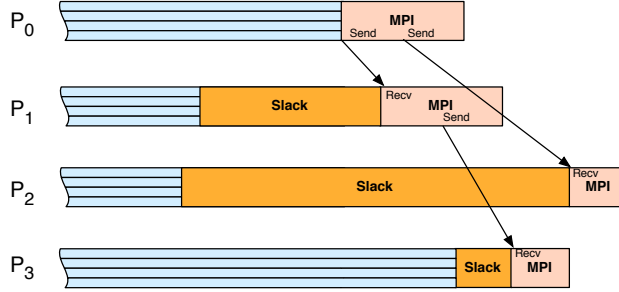 P0
MPI
Send Send
P1
Slack
Recv
MPI
Send
P2
Slack
Recv
MPI
P3
Slack
Recv
MPI